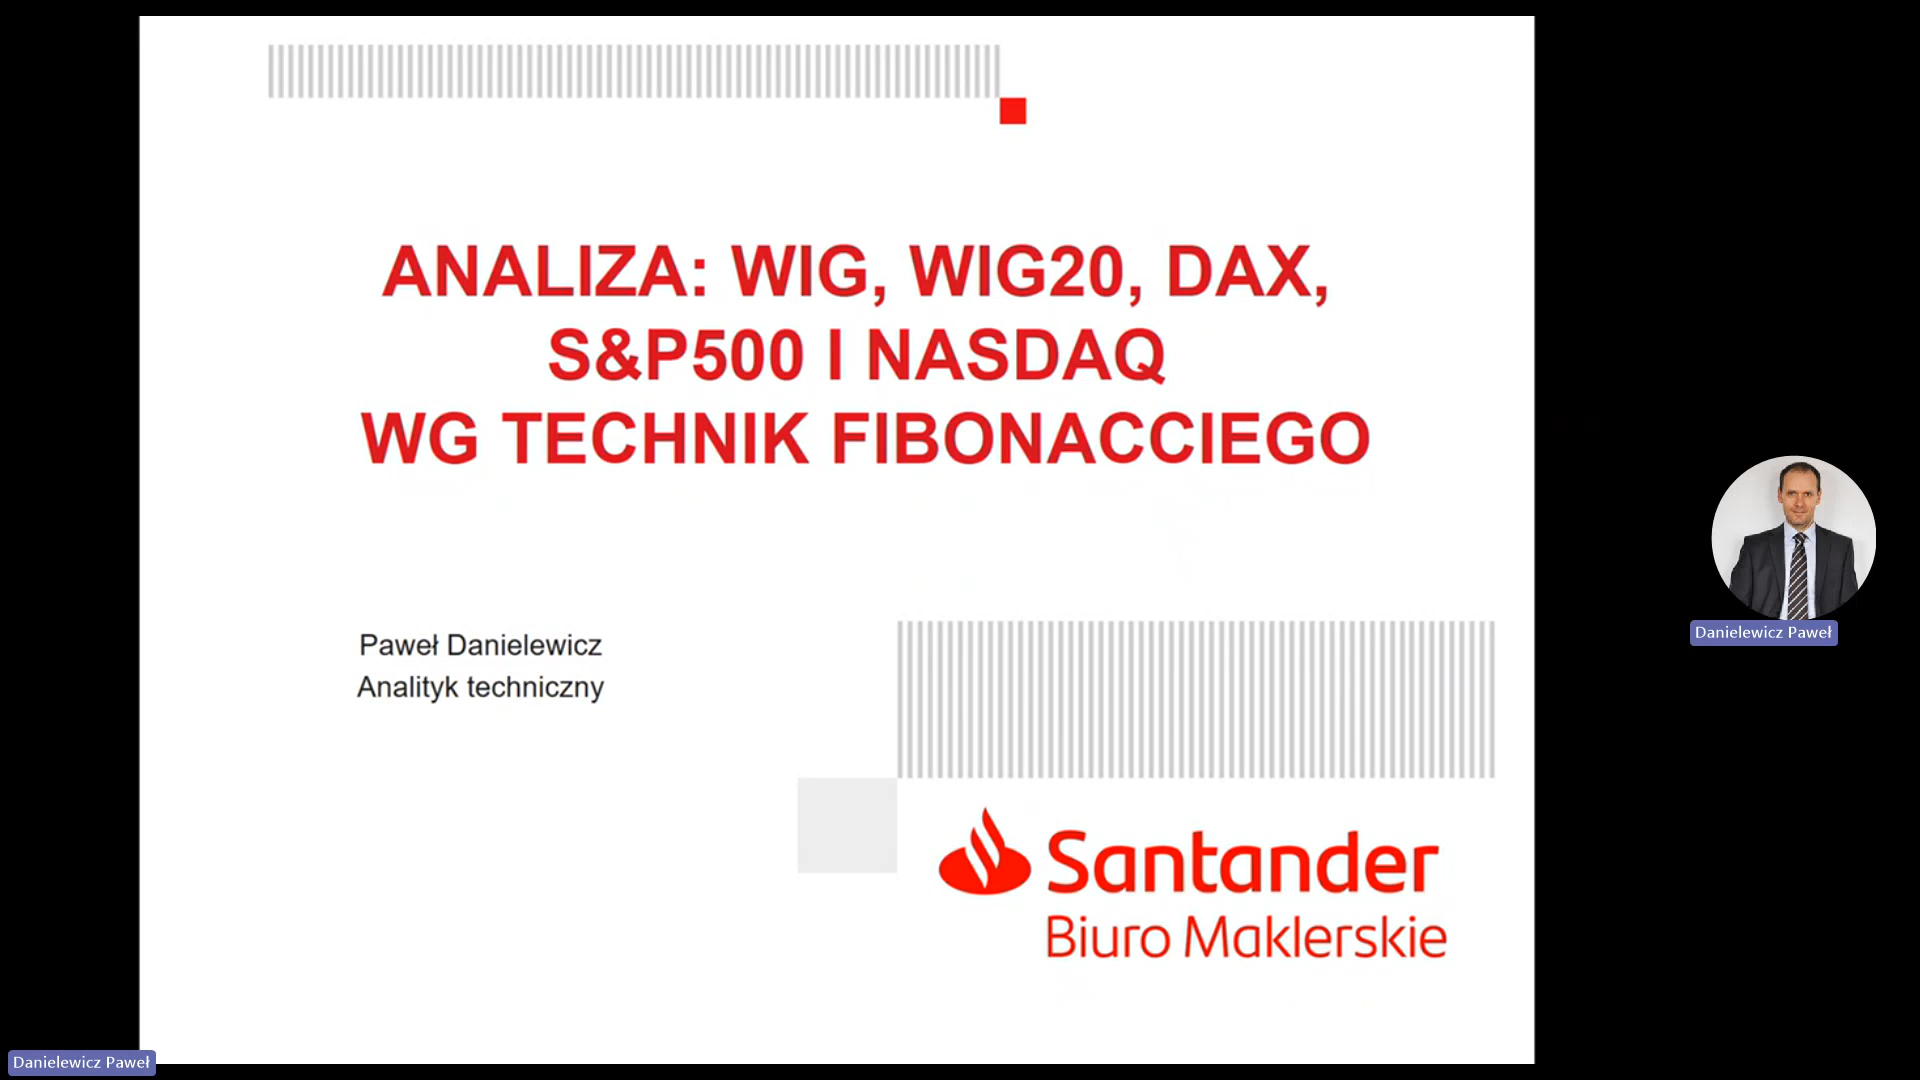 ANALIZA: WIG, WIG20, DAX,
S&P500 I NASDAQ
WG TECHNIK FIBONACCIEGO
Paweł Danielewicz
Analityk techniczny
Santander
Biuro Maklerskie
Danielewicz Paweł
Danielewicz Paweł